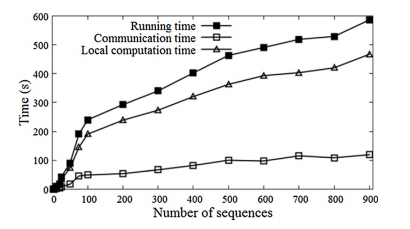 600
500
400
300
200
100
0
Time (s)
Running time
Communication time
Local computation time
0 100 200 300 400 500 600 700 800 900
Number of sequences